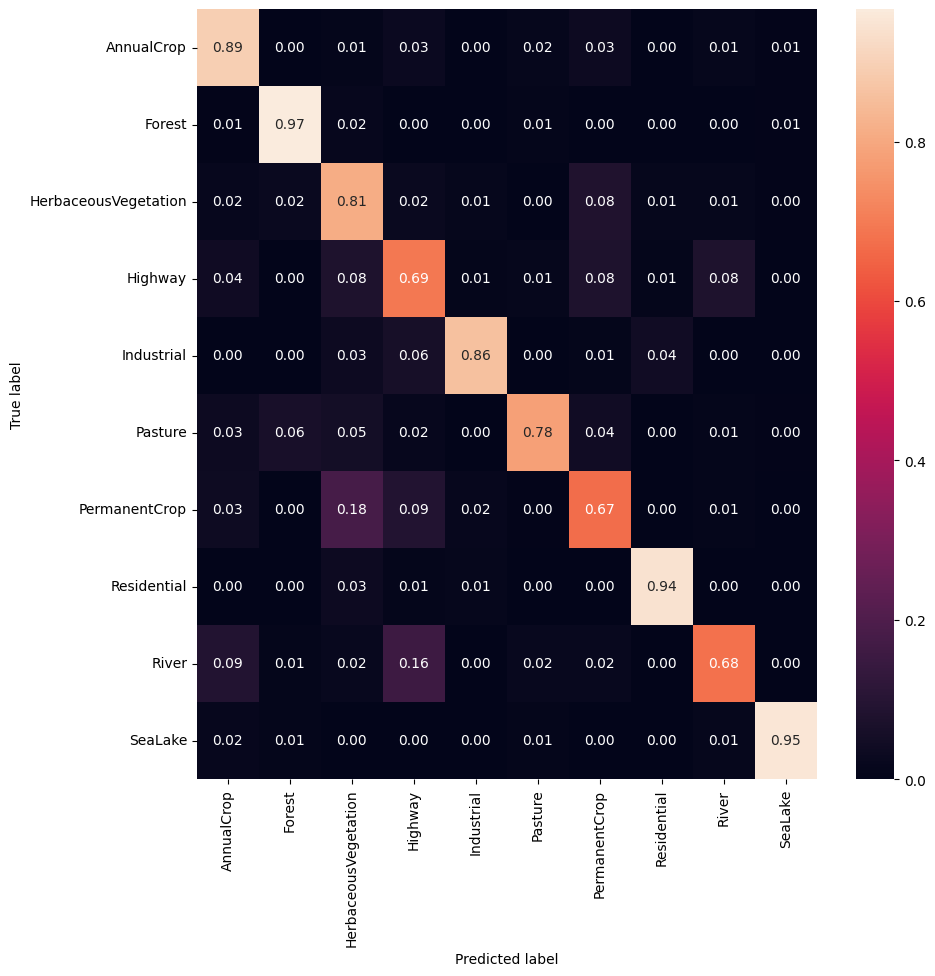 AnnualCrop 0.89 0.00 0.01 0.03 0.00 0.02 0.03 0.00 0.01 0.01
Forest 0.01 0.97 0.02 0.00 0.00 0.01 0.00 0.00 0.00 0.01
HerbaceousVegetation 0.02 0.02 0.81 0.02 0.01 0.00 0.08 0.01 0.01 0.00
Highway 0.04 0.00 0.08 0.69 0.01 0.01 0.08 0.01 0.08 0.00
Industrial 0.00 0.00 0.03 0.06 0.86 0.00 0.01 0.04 0.00 0.00
Pasture 0.03 0.06 0.05 0.02 0.00 0.78 0.04 0.00 0.01 0.00
PermanentCrop 0.03 0.00 0.18 0.09 0.02 0.00 0.67 0.00 0.01 0.00
Residential 0.00 0.00 0.03 0.01 0.01 0.00 0.00 0.94 0.00 0.00
River 0.09 0.01 0.02 0.16 0.00 0.02 0.02 0.00 0.68 0.00
SeaLake 0.02 0.01 0.00 0.00 0.00 0.01 0.00 0.00 0.01 0.95
True label
AnnualCrop Forest HerbaceousVegetation Highway Industrial Pasture PermanentCrop Residential River SeaLake
Predicted label
0.8
0.6
0.4
0.2
0.0